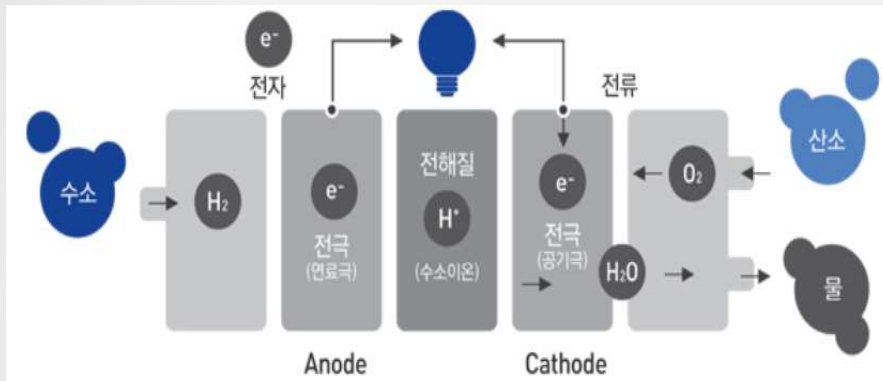 e-
전자
전류
수소
H₂
e-
전극
(연료극)
전해질
H⁺
(수소이온)
e-
전극
(공기극)
O₂
산소
H₂O
물
Anode
Cathode